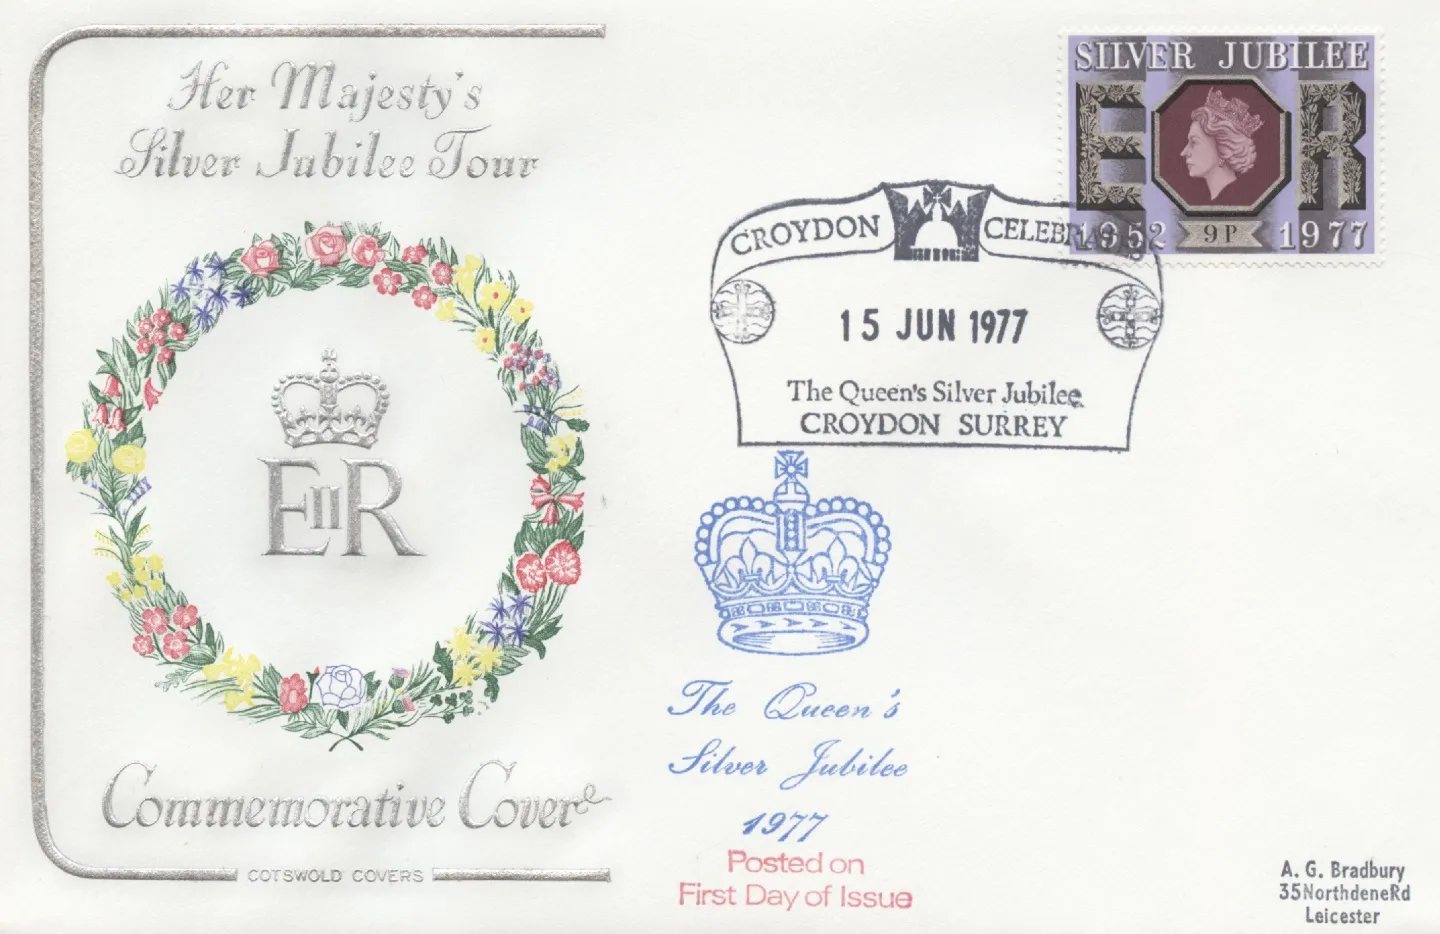 Her Majesty's
Silver Jubilee Tour
EIIR
Commemorative Cover
COTSWOLD COVERS
SILVER JUBILEE
E R
1952 9P 1977
CROYDON CELEBRATES
15 JUN 1977
The Queen's Silver Jubilee
CROYDON SURREY
The Queen's
Silver Jubilee
1977
Posted on
First Day of Issue
A. G. Bradbury
35NorthdeneRd
Leicester